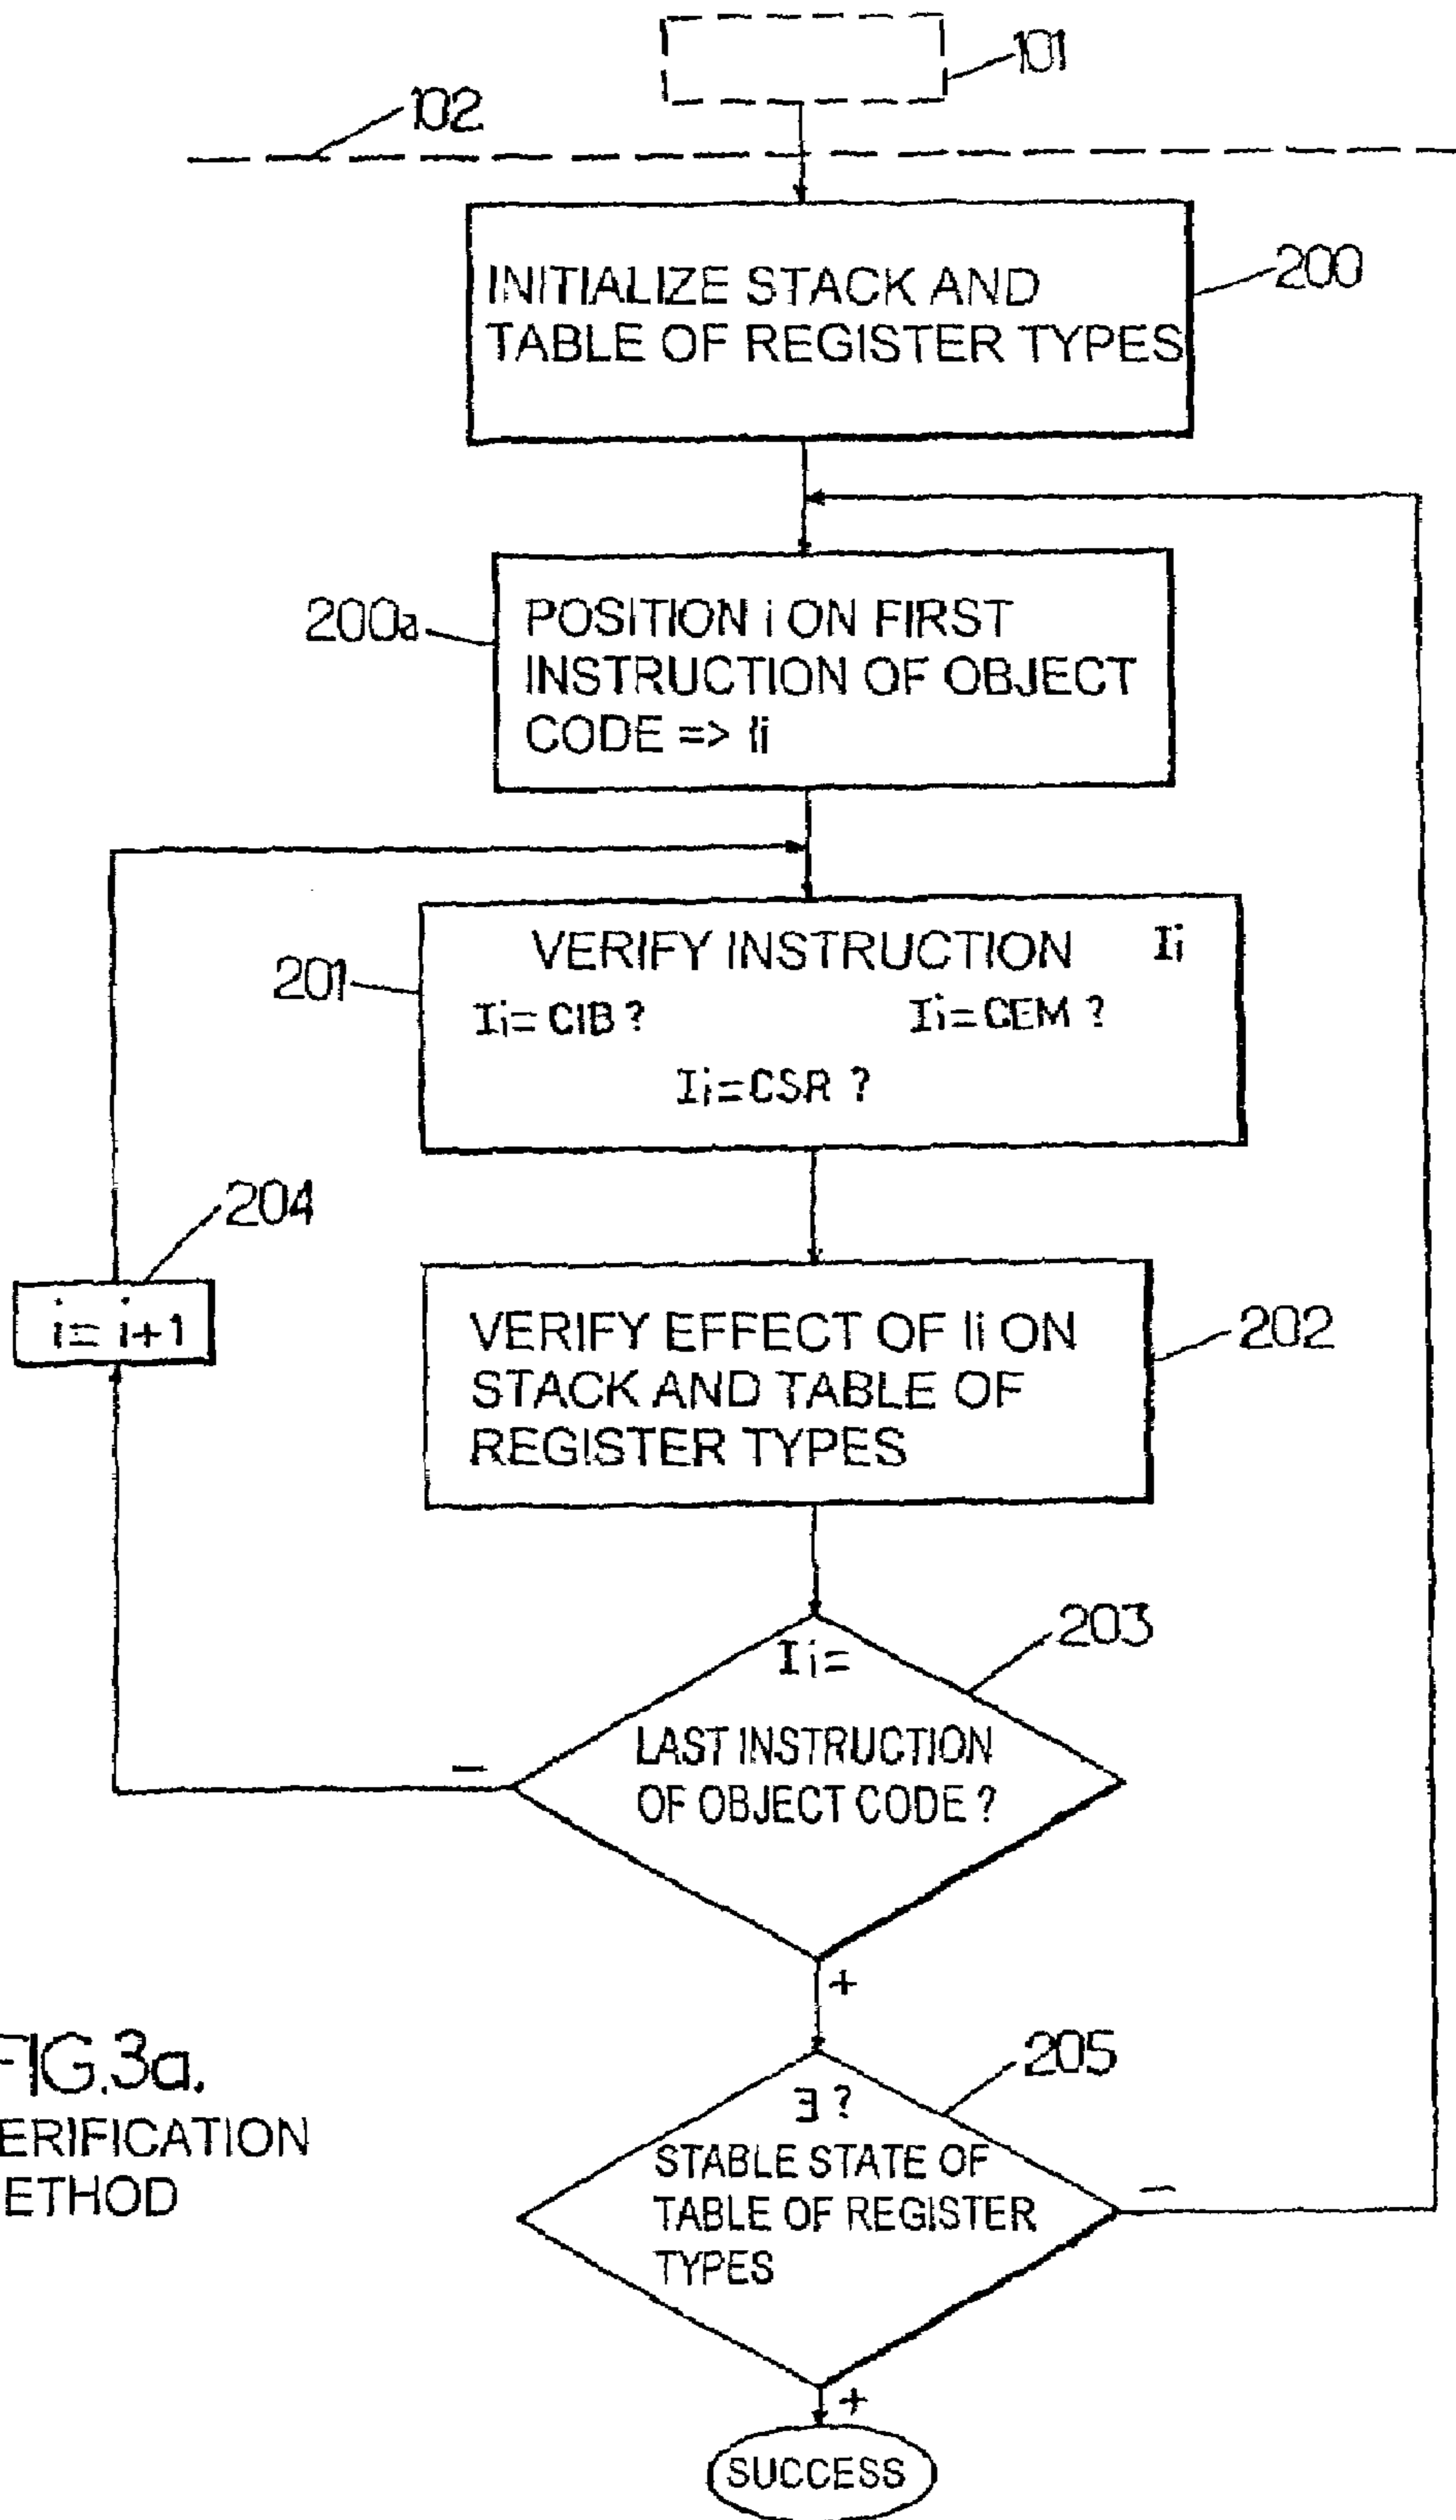 101
102
INITIALIZE STACK AND
TABLE OF REGISTER TYPES
200
200a
POSITION i ON FIRST
INSTRUCTION OF OBJECT
CODE => Ii
201
VERIFY INSTRUCTION Ii
Ii=CIB ? Ii=CEM ?
Ii=CSR ?
204
i= i+1
VERIFY EFFECT OF Ii ON
STACK AND TABLE OF
REGISTER TYPES
202
203
Ii=
LAST INSTRUCTION
OF OBJECT CODE ?
−
+
205
∃ ?
STABLE STATE OF
TABLE OF REGISTER
TYPES
−
+
SUCCESS
FIG.3a.
ERIFICATION
ETHOD